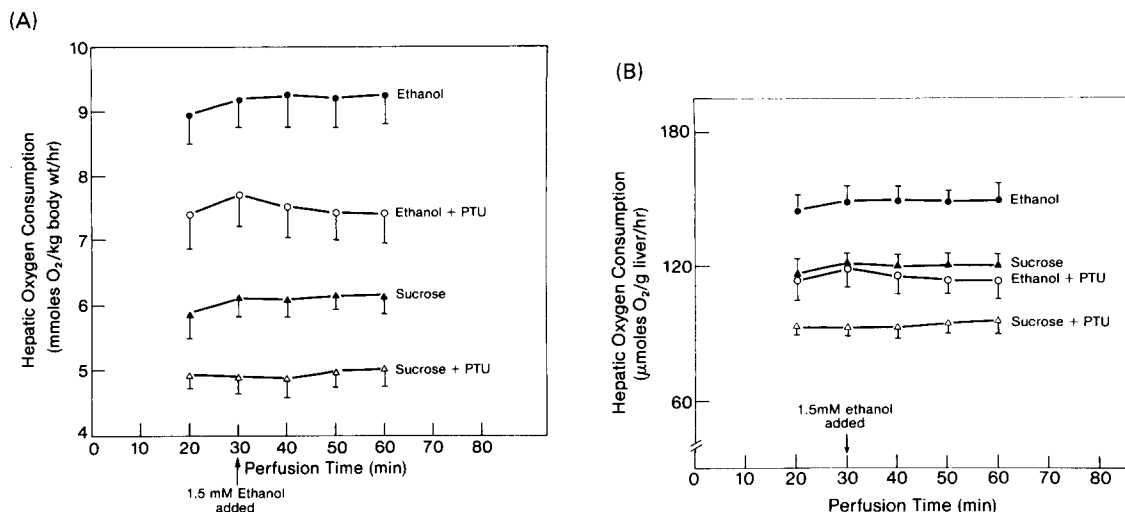 (A)
Hepatic Oxygen Consumption
(mmoles O₂/kg body wt/hr)
10
9
8
7
6
5
4
Ethanol
Ethanol + PTU
Sucrose
Sucrose + PTU
0 10 20 30 40 50 60 70 80
Perfusion Time (min)
1.5 mM Ethanol
added
(B)
Hepatic Oxygen Consumption
(μmoles O₂/g liver/hr)
180
120
60
Ethanol
Sucrose
Ethanol + PTU
Sucrose + PTU
1.5mM ethanol
added
0 10 20 30 40 50 60 70 80
Perfusion Time (min)